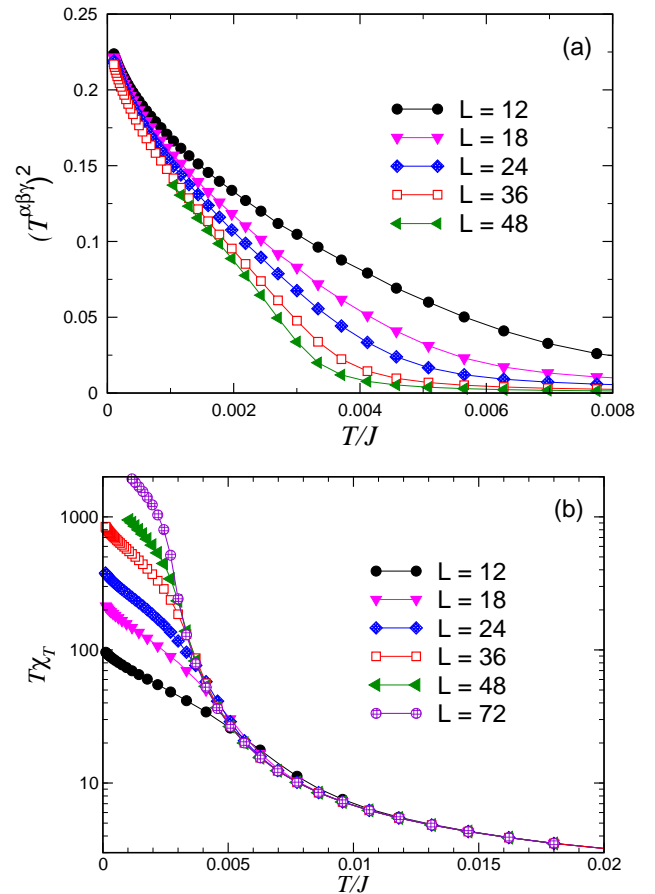 0.25
(a)
0.2
L = 12
L = 18
0.15
L = 24
L = 36
0.1
L = 48
(T^{αβγ})^2
0.05
0
0 0.002 0.004 0.006 0.008
T/J
(b)
1000
L = 12
L = 18
L = 24
100
L = 36
L = 48
L = 72
Tχ_T
10
0 0.005 0.010 0.015 0.02
T/J